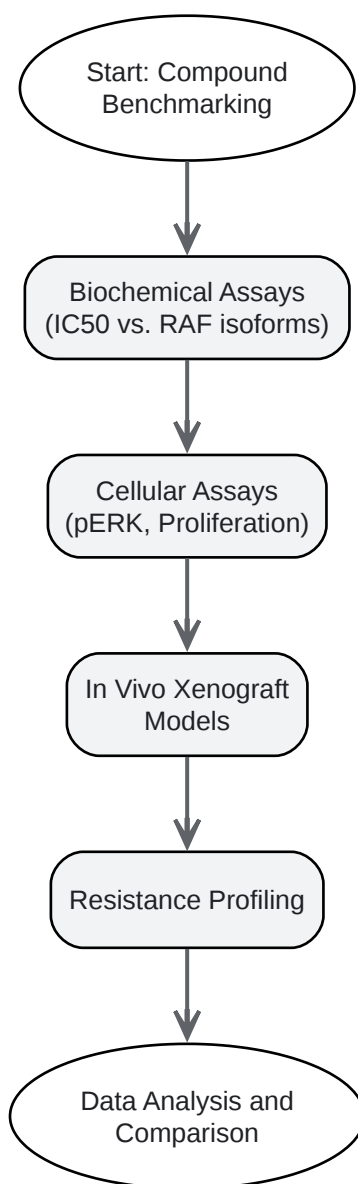 Start: Compound
Benchmarking
Biochemical Assays
(IC50 vs. RAF isoforms)
Cellular Assays
(pERK, Proliferation)
In Vivo Xenograft
Models
Resistance Profiling
Data Analysis and
Comparison